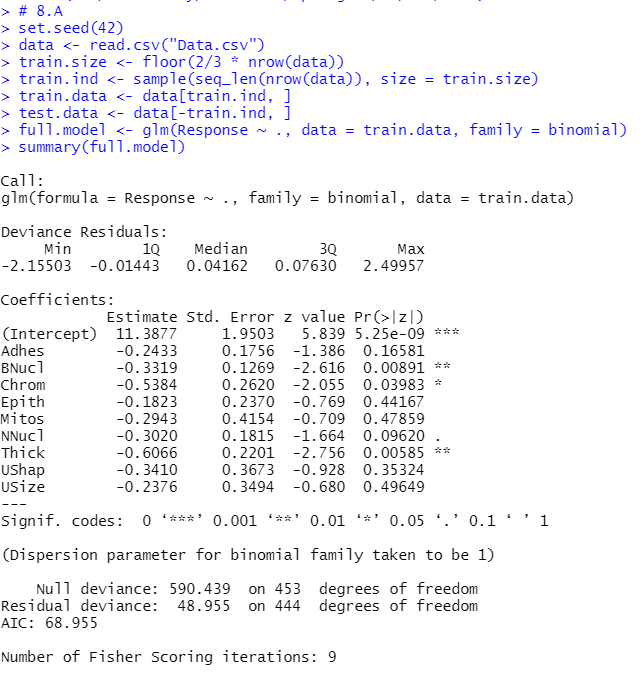 > # 8.A
> set.seed(42)
> data <- read.csv("Data.csv")
> train.size <- floor(2/3 * nrow(data))
> train.ind <- sample(seq_len(nrow(data)), size = train.size)
> train.data <- data[train.ind, ]
> test.data <- data[-train.ind, ]
> full.model <- glm(Response ~ ., data = train.data, family = binomial)
> summary(full.model)

Call:
glm(formula = Response ~ ., family = binomial, data = train.data)

Deviance Residuals:
     Min       1Q   Median       3Q      Max
-2.15503  -0.01443   0.04162   0.07630   2.49957

Coefficients:
            Estimate Std. Error z value Pr(>|z|)
(Intercept)  11.3877     1.9503   5.839 5.25e-09 ***
Adhes        -0.2433     0.1756  -1.386  0.16581
BNucl        -0.3319     0.1269  -2.616  0.00891 **
Chrom        -0.5384     0.2620  -2.055  0.03983 *
Epith        -0.1823     0.2370  -0.769  0.44167
Mitos        -0.2943     0.4154  -0.709  0.47859
NNucl        -0.3020     0.1815  -1.664  0.09620 .
Thick        -0.6066     0.2201  -2.756  0.00585 **
UShap        -0.3410     0.3673  -0.928  0.35324
USize        -0.2376     0.3494  -0.680  0.49649
---
Signif. codes:  0 ‘***’ 0.001 ‘**’ 0.01 ‘*’ 0.05 ‘.’ 0.1 ‘ ’ 1

(Dispersion parameter for binomial family taken to be 1)

    Null deviance: 590.439  on 453  degrees of freedom
Residual deviance:  48.955  on 444  degrees of freedom
AIC: 68.955

Number of Fisher Scoring iterations: 9